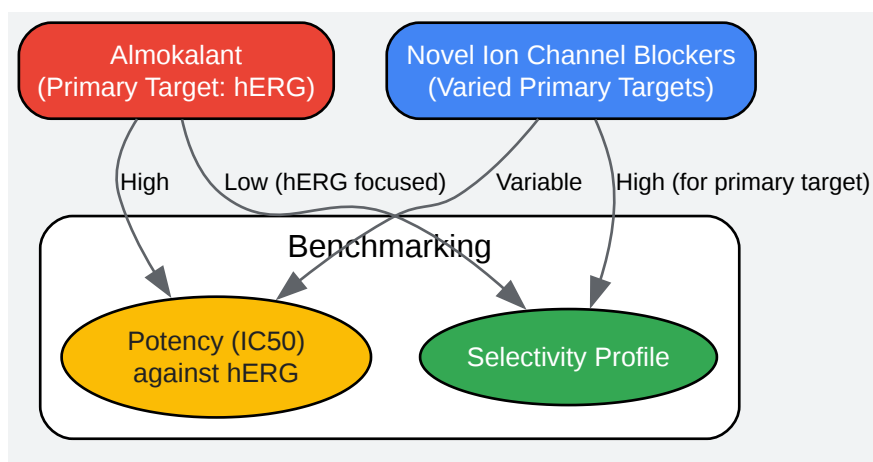 Almokalant
(Primary Target: hERG)
Novel Ion Channel Blockers
(Varied Primary Targets)
High
Low (hERG focused)
Variable
High (for primary target)
Benchmarking
Potency (IC50)
against hERG
Selectivity Profile